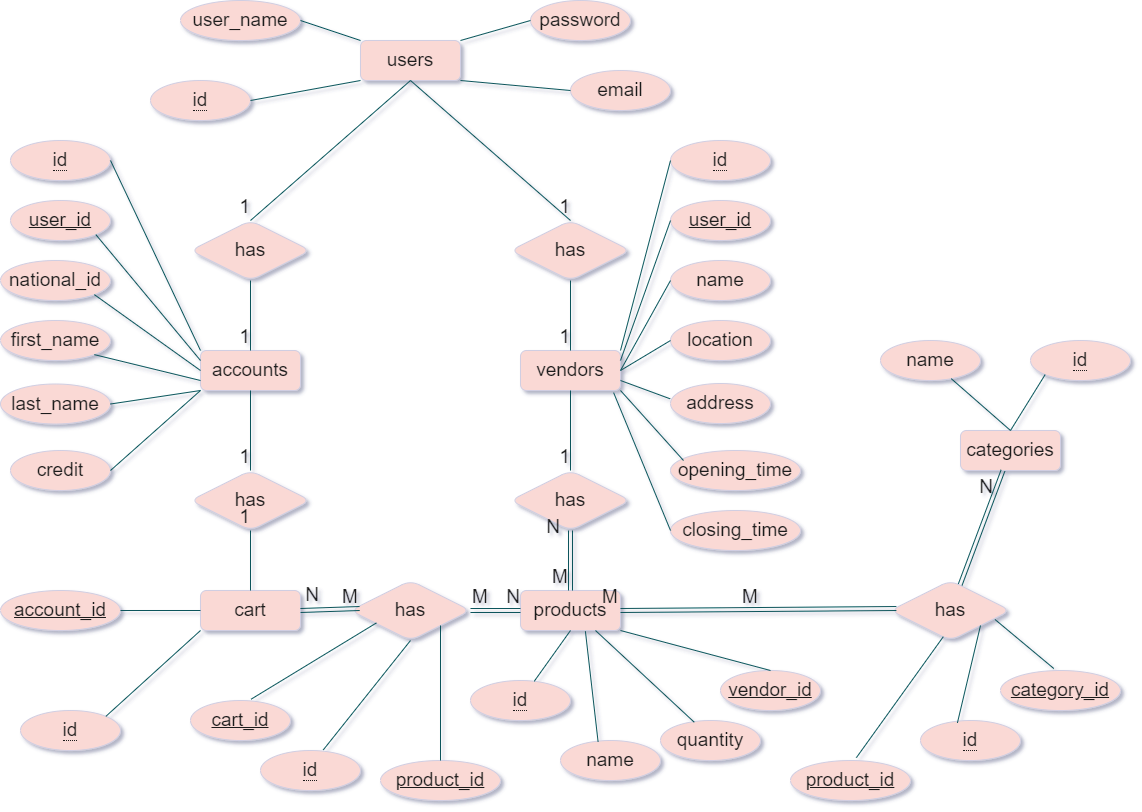 user_name
password
users
id
email
id
id
user_id
user_id
1
1
has
has
national_id
name
1
1
first_name
location
accounts
vendors
name
id
last_name
address
categories
1
1
credit
opening_time
N
has
has
1
N
closing_time
M
N
M
M
N
M
M
account_id
cart
has
products
has
id
cart_id
id
vendor_id
category_id
id
product_id
name
quantity
id
product_id